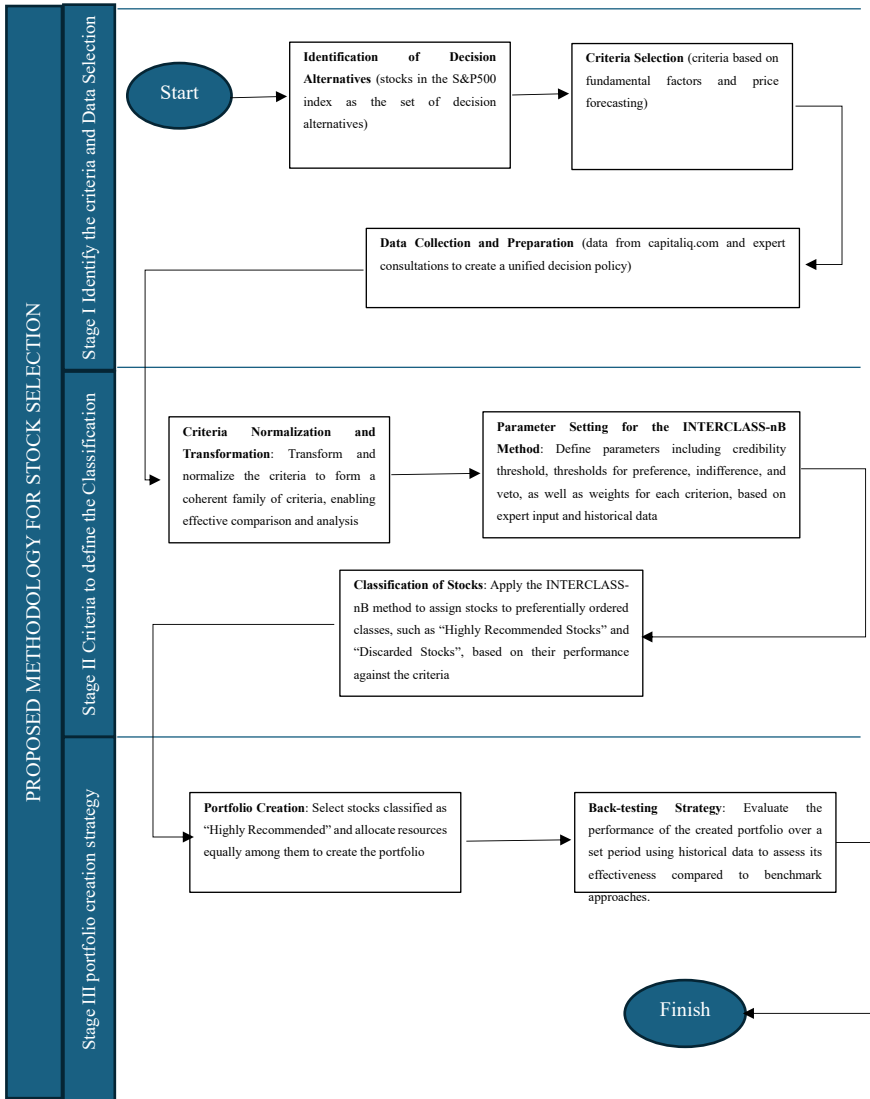 PROPOSED METHODOLOGY FOR STOCK SELECTION
Stage I Identify the criteria and Data Selection
Start
Identification of Decision
Alternatives (stocks in the S&P500
index as the set of decision
alternatives)
Criteria Selection (criteria based on
fundamental factors and price
forecasting)
Data Collection and Preparation (data from capitaliq.com and expert
consultations to create a unified decision policy)
Stage II Criteria to define the Classification
Criteria Normalization and
Transformation: Transform and
normalize the criteria to form a
coherent family of criteria, enabling
effective comparison and analysis
Parameter Setting for the INTERCLASS-nB
Method: Define parameters including credibility
threshold, thresholds for preference, indifference, and
veto, as well as weights for each criterion, based on
expert input and historical data
Classification of Stocks: Apply the INTERCLASS-
nB method to assign stocks to preferentially ordered
classes, such as “Highly Recommended Stocks” and
“Discarded Stocks”, based on their performance
against the criteria
Stage III portfolio creation strategy
Portfolio Creation: Select stocks classified as
“Highly Recommended” and allocate resources
equally among them to create the portfolio
Back-testing Strategy: Evaluate the
performance of the created portfolio over a
set period using historical data to assess its
effectiveness compared to benchmark
approaches.
Finish